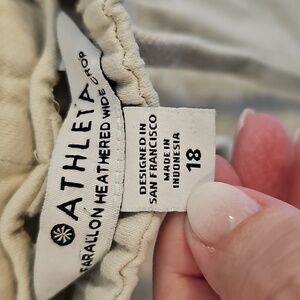 ATHLETA
FARALLON HEATHERED WIDE CROP
DESIGNED IN
SAN FRANCISCO
MADE IN
INDONESIA
18